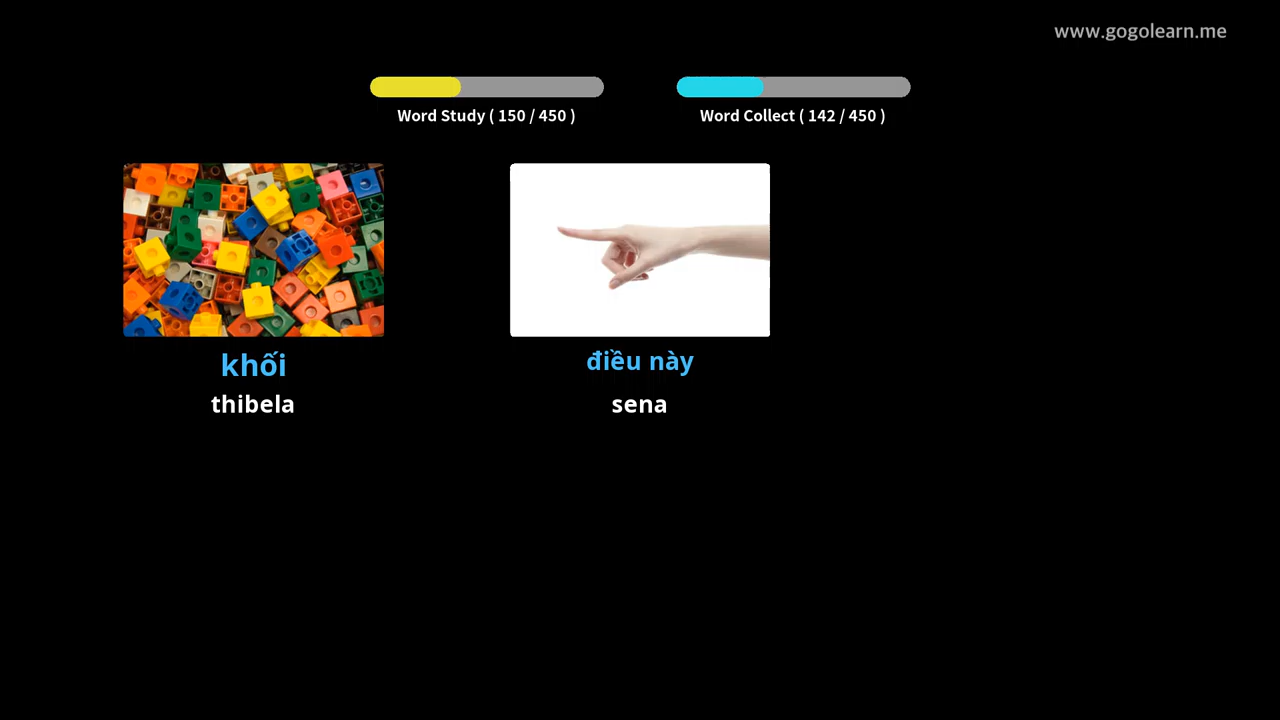 www.gogolearn.me
Word Study ( 150 / 450 )
Word Collect ( 142 / 450 )
khối
thibela
điều này
sena